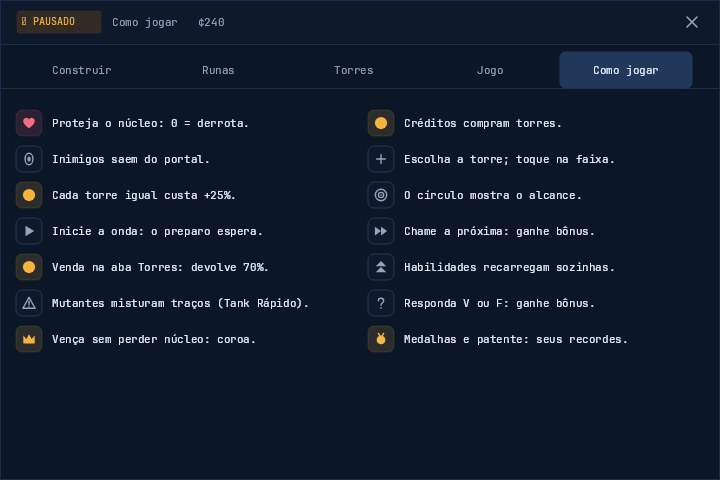 PAUSADO Como jogar ¢240
Construir Runas Torres Jogo Como jogar
Proteja o núcleo: 0 = derrota.
Créditos compram torres.
Inimigos saem do portal.
Escolha a torre; toque na faixa.
Cada torre igual custa +25%.
O círculo mostra o alcance.
Inicie a onda: o preparo espera.
Chame a próxima: ganhe bônus.
Venda na aba Torres: devolve 70%.
Habilidades recarregam sozinhas.
Mutantes misturam traços (Tank Rápido).
Responda V ou F: ganhe bônus.
Vença sem perder núcleo: coroa.
Medalhas e patente: seus recordes.